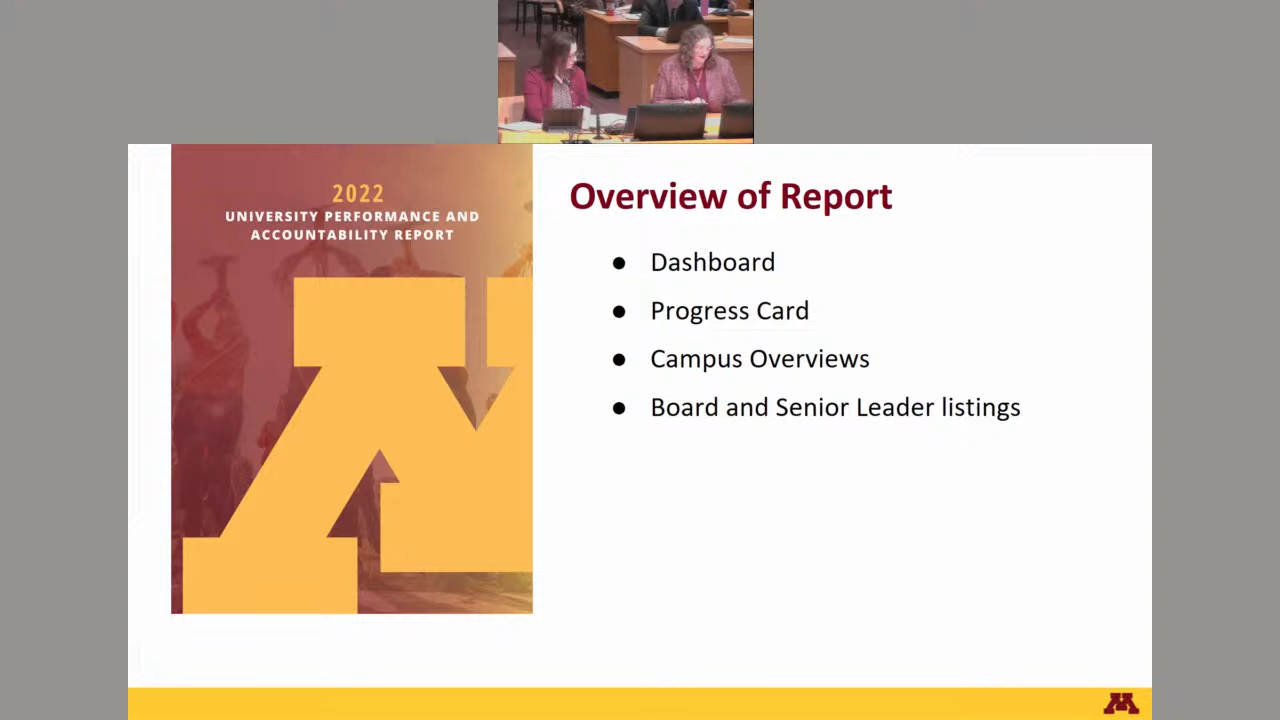 2022
UNIVERSITY PERFORMANCE AND
ACCOUNTABILITY REPORT
Overview of Report
● Dashboard
● Progress Card
● Campus Overviews
● Board and Senior Leader listings
M